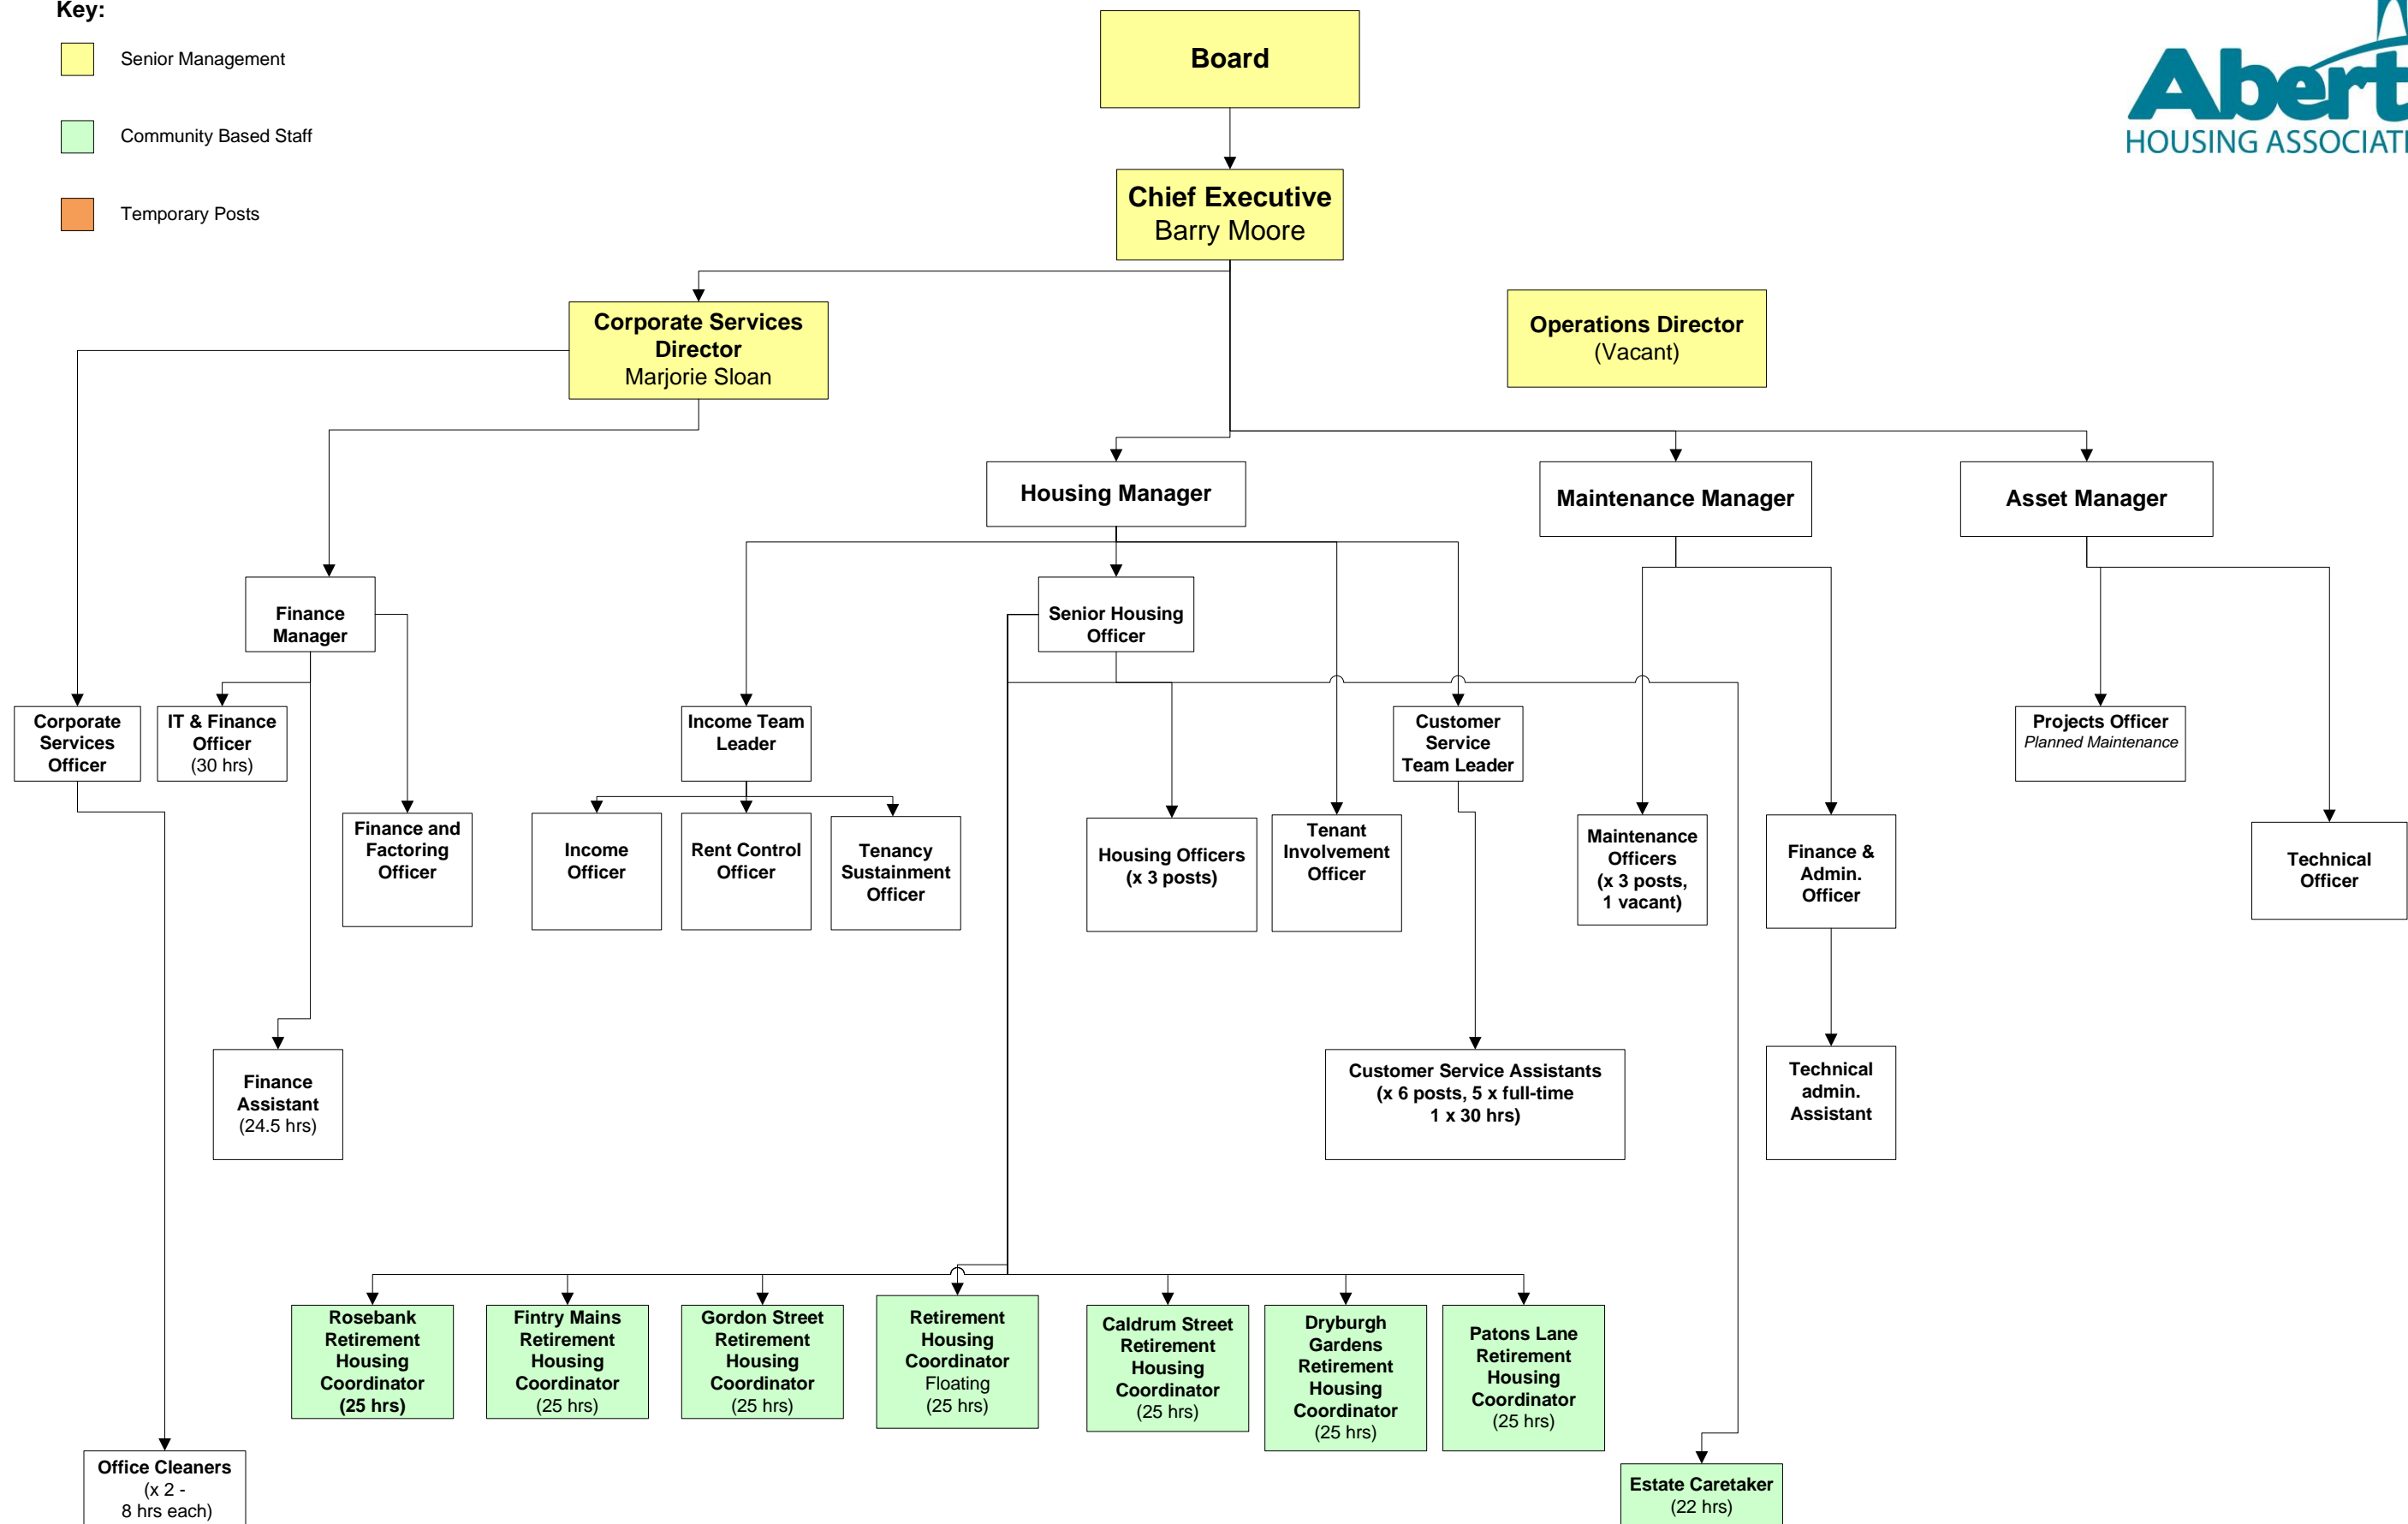 Key:
Senior Management
Community Based Staff
Temporary Posts
HOUSING
Board
Chief Executive
Barry Moore
Corporate Services
Director
Marjorie Sloan
Operations Director
(Vacant)
Housing Manager
Maintenance Manager
Asset Manager
Finance
Manager
Senior Housing
Officer
Corporate
Services
Officer
IT & Finance
Officer
(30 hrs)
Income Team
Leader
Customer
Service
Team Leader
Projects Officer
Planned Maintenance
Finance and
Factoring
Officer
Income
Officer
Rent Control
Officer
Tenancy
Sustainment
Officer
Housing Officers
(x 3 posts)
Tenant
Involvement
Officer
Maintenance
Officers
(x 3 posts,
1 vacant)
Finance &
Admin.
Officer
Technical
Officer
Finance
Assistant
(24.5 hrs)
Customer Service Assistants
(x 6 posts, 5 x full-time
1 x 30 hrs)
Technical
admin.
Assistant
Rosebank
Retirement
Housing
Coordinator
(25 hrs)
Fintry Mains
Retirement
Housing
Coordinator
(25 hrs)
Gordon Street
Retirement
Housing
Coordinator
(25 hrs)
Retirement
Housing
Coordinator
Floating
(25 hrs)
Caldrum Street
Retirement
Housing
Coordinator
(25 hrs)
Dryburgh
Gardens
Retirement
Housing
Coordinator
(25 hrs)
Patons Lane
Retirement
Housing
Coordinator
(25 hrs)
Office Cleaners
(x 2 -
8 hrs each)
Estate Caretaker
(22 hrs)